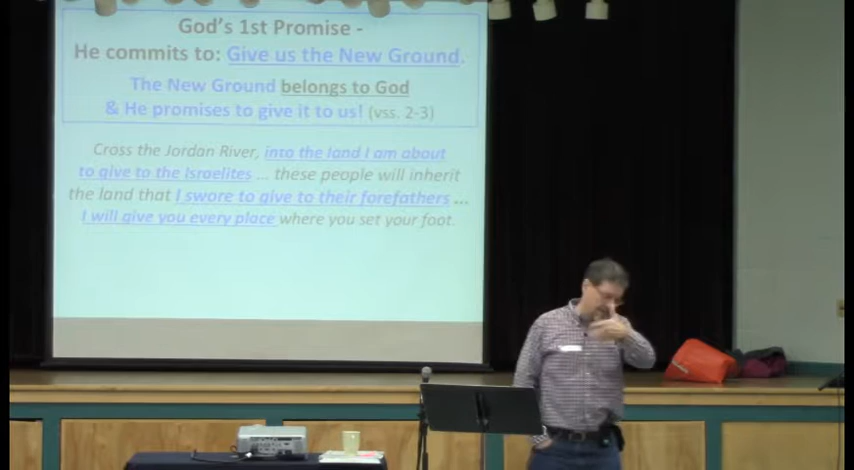 God's 1st Promise -
He commits to: Give us the New Ground.
The New Ground belongs to God
& He promises to give it to us! (vss. 2-3)
Cross the Jordan River, into the land I am about
to give to the Israelites ... these people will inherit
the land that I swore to give to their forefathers ...
I will give you every place where you set your foot.